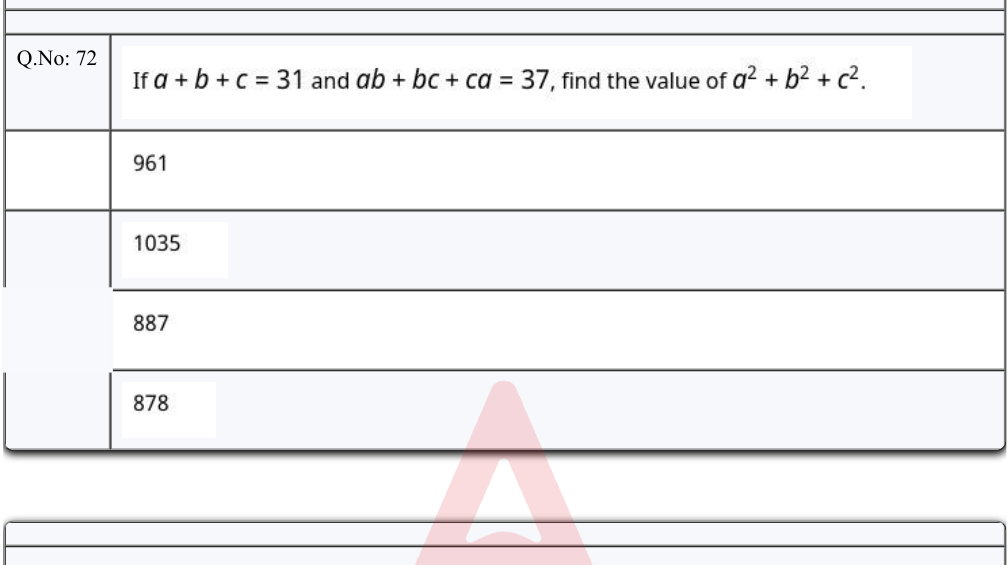 Q.No: 72
If a + b + c = 31 and ab + bc + ca = 37, find the value of a² + b² + c².
961
1035
887
878